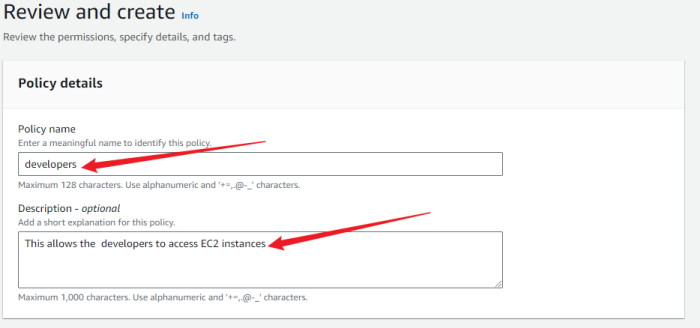 Review and create Info
Review the permissions, specify details, and tags.
Policy details
Policy name
Enter a meaningful name to identify this policy.
developers
Maximum 128 characters. Use alphanumeric and '+=,.@-_' characters.
Description - optional
Add a short explanation for this policy.
This allows the  developers to access EC2 instances
Maximum 1,000 characters. Use alphanumeric and '+=,.@-_' characters.